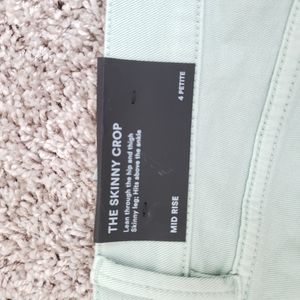 THE SKINNY CROP
Lean through the hip and thigh
Skinny leg; Hits above the ankle
MID RISE
4 PETITE